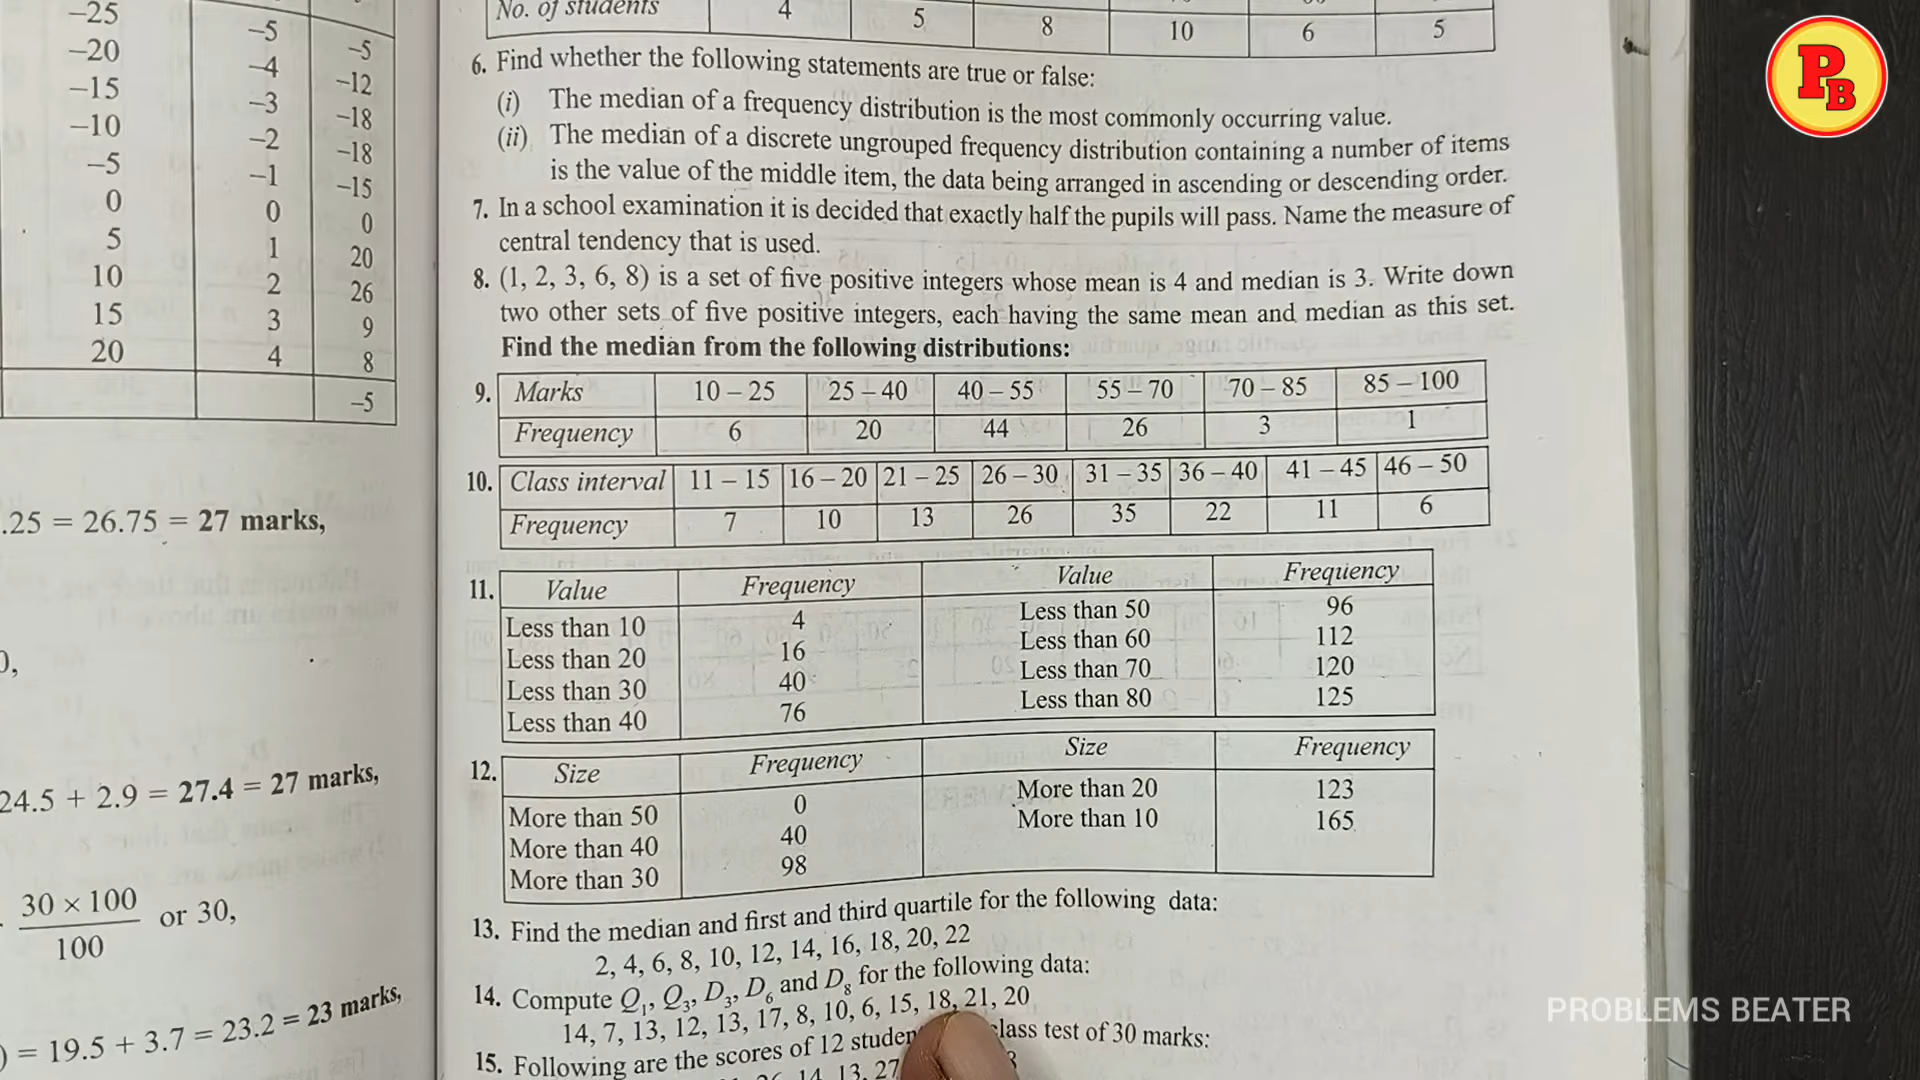 –25
–20
–15
–10
–5
0
5
10
15
20
–5
–4
–3
–2
–1
0
1
2
3
4
–5
–12
–18
–18
–15
0
20
26
9
8
–5
.25 = 26.75 = 27 marks,
24.5 + 2.9 = 27.4 = 27 marks,
30 × 100
100
or 30,
) = 19.5 + 3.7 = 23.2 = 23 marks,
No. of students 4 5 8 10 6 5
6. Find whether the following statements are true or false:
(i) The median of a frequency distribution is the most commonly occurring value.
(ii) The median of a discrete ungrouped frequency distribution containing a number of items
is the value of the middle item, the data being arranged in ascending or descending order.
7. In a school examination it is decided that exactly half the pupils will pass. Name the measure of
central tendency that is used.
8. (1, 2, 3, 6, 8) is a set of five positive integers whose mean is 4 and median is 3. Write down
two other sets of five positive integers, each having the same mean and median as this set.
Find the median from the following distributions:
9. Marks 10 – 25 25 – 40 40 – 55 55 – 70 70 – 85 85 – 100
Frequency 6 20 44 26 3 1
10. Class interval 11 – 15 16 – 20 21 – 25 26 – 30 31 – 35 36 – 40 41 – 45 46 – 50
Frequency 7 10 13 26 35 22 11 6
11. Value Frequency Value Frequency
Less than 10 4 Less than 50 96
Less than 20 16 Less than 60 112
Less than 30 40 Less than 70 120
Less than 40 76 Less than 80 125
12. Size Frequency Size Frequency
More than 50 0 More than 20 123
More than 40 40 More than 10 165
More than 30 98
13. Find the median and first and third quartile for the following data:
2, 4, 6, 8, 10, 12, 14, 16, 18, 20, 22
14. Compute Q1, Q3, D3, D6 and D8 for the following data:
14, 7, 13, 12, 13, 17, 8, 10, 6, 15, 18, 21, 20
15. Following are the scores of 12 class test of 30 marks:
14, 13, 27
PB
PROBLEMS BEATER